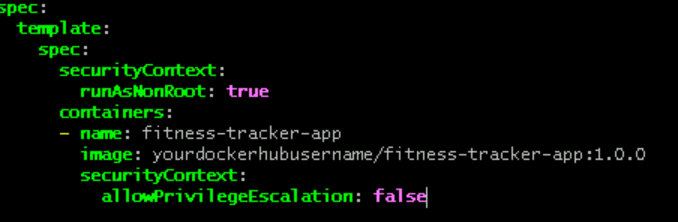 spec:
  template:
    spec:
      securityContext:
        runAsNonRoot: true
      containers:
      - name: fitness-tracker-app
        image: yourdockerhubusername/fitness-tracker-app:1.0.0
        securityContext:
          allowPrivilegeEscalation: false